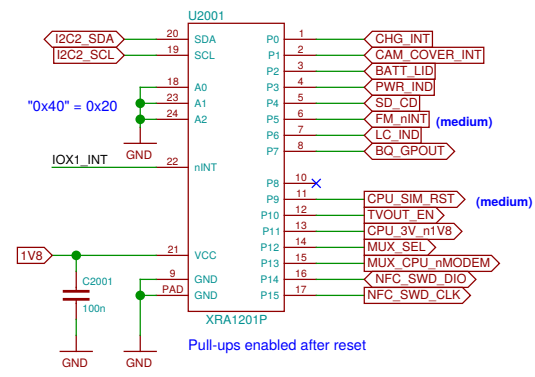 U2001
I2C2_SDA 20 SDA P0 1 CHG_INT
I2C2_SCL 19 SCL P1 2 CAM_COVER_INT
P2 3 BATT_LID
18 A0 P3 4 PWR_IND
"0x40" = 0x20 23 A1 P4 5 SD_CD
24 A2 P5 6 FM_nINT (medium)
P6 7 LC_IND
GND P7 8 BQ_GPOUT
IOX1_INT 22 nINT
P8 10
P9 11 CPU_SIM_RST (medium)
P10 12 TVOUT_EN
P11 13 CPU_3V_n1V8
1V8 21 VCC P12 14 MUX_SEL
P13 15 MUX_CPU_nMODEM
C2001 9 GND P14 16 NFC_SWD_DIO
PAD GND P15 17 NFC_SWD_CLK
100n
XRA1201P
Pull-ups enabled after reset
GND GND